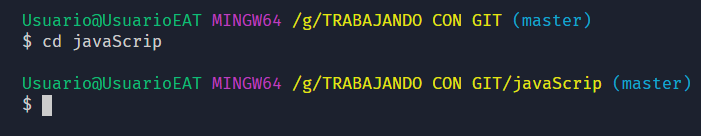 Usuario@UsuarioEAT MINGW64 /g/TRABAJANDO CON GIT (master)
$ cd javaScrip
Usuario@UsuarioEAT MINGW64 /g/TRABAJANDO CON GIT/javaScrip (master)
$